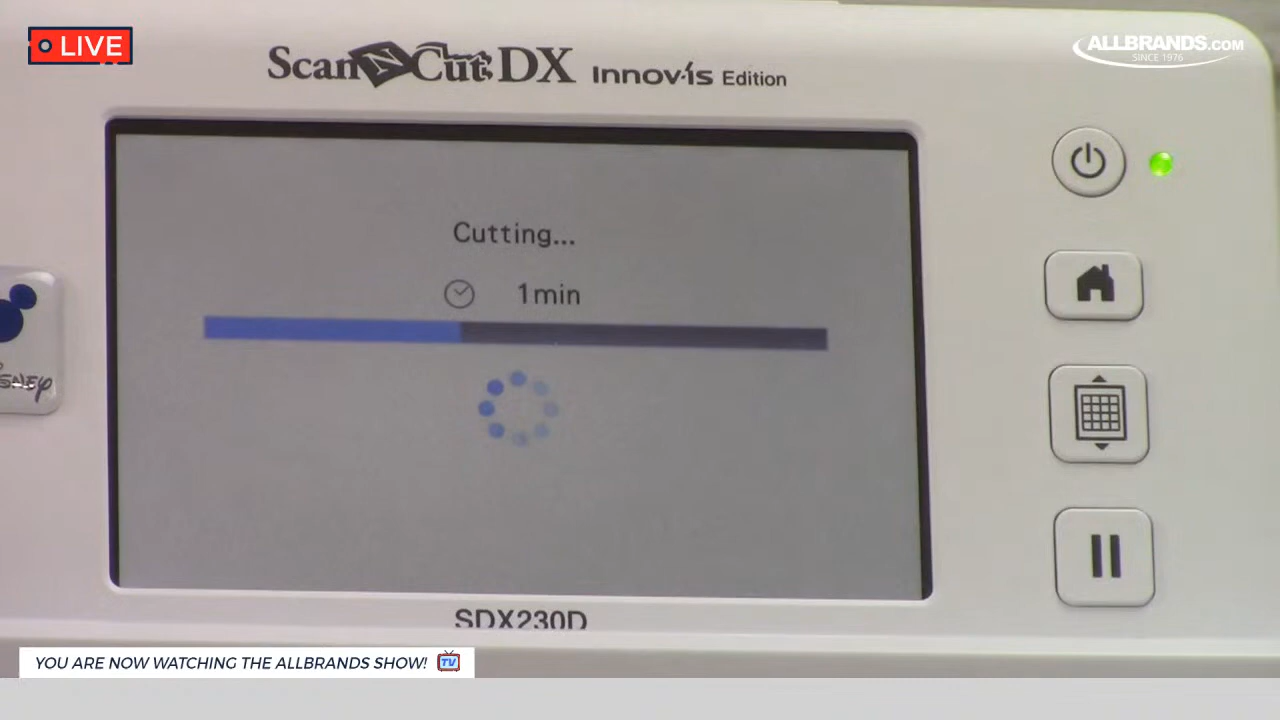 LIVE
ALLBRANDS.COM
SINCE 1976
ScanNCut DX Innov-ís Edition
Cutting...
1min
SDX230D
YOU ARE NOW WATCHING THE ALLBRANDS SHOW! TV